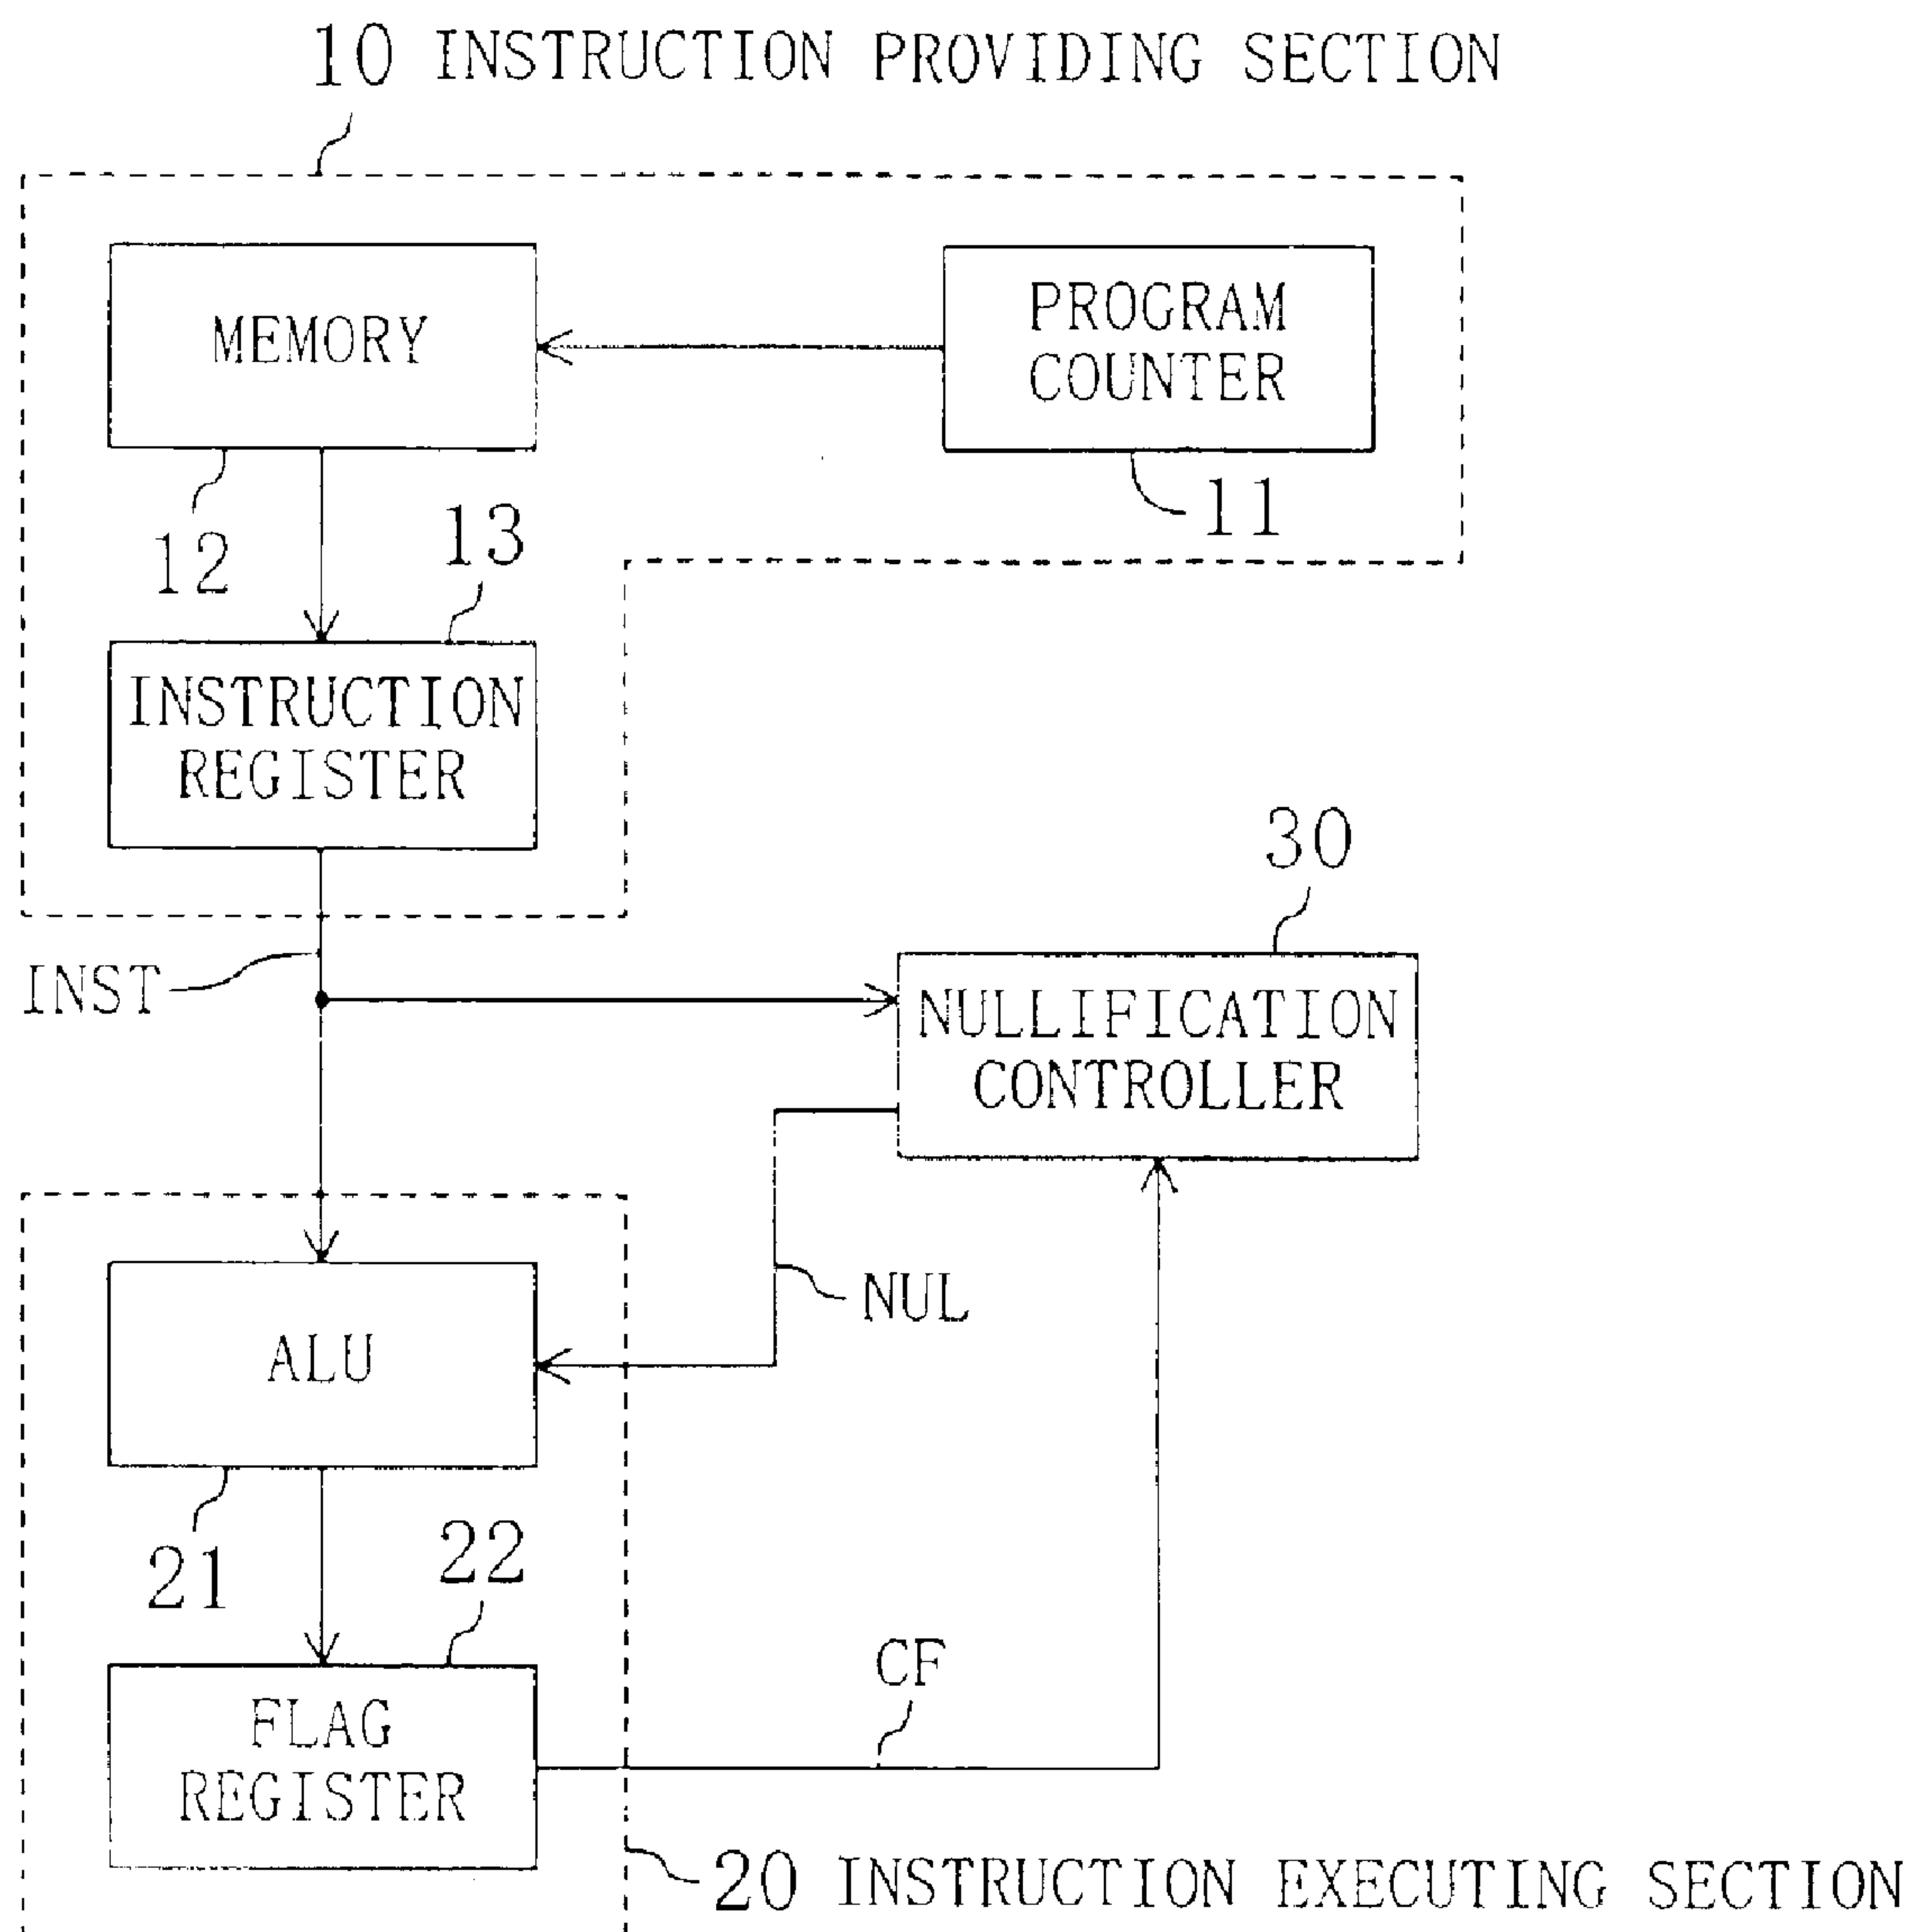 10 INSTRUCTION PROVIDING SECTION
MEMORY
PROGRAM
COUNTER
11
12
13
INSTRUCTION
REGISTER
30
INST
NULLIFICATION
CONTROLLER
NUL
ALU
21
22
CF
FLAG
REGISTER
20 INSTRUCTION EXECUTING SECTION